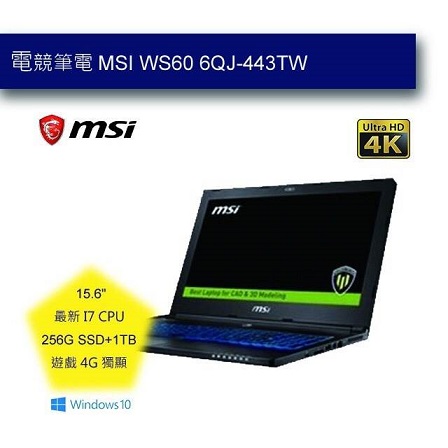 電競筆電 MSI WS60 6QJ-443TW
msi
Ultra HD
4K
msi
Best Laptop for CAD & 3D Modeling
msi
15.6"
最新 I7 CPU
256G SSD+1TB
遊戲 4G 獨顯
Windows10